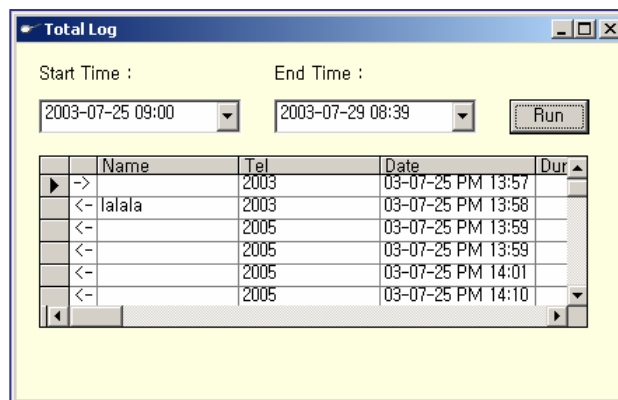 Total Log
Start Time : End Time :
2003-07-25 09:00 2003-07-29 08:39 Run
Name Tel Date Dur
-> 2003 03-07-25 PM 13:57
<- lalala 2003 03-07-25 PM 13:58
<- 2005 03-07-25 PM 13:59
<- 2005 03-07-25 PM 13:59
<- 2005 03-07-25 PM 14:01
<- 2005 03-07-25 PM 14:10